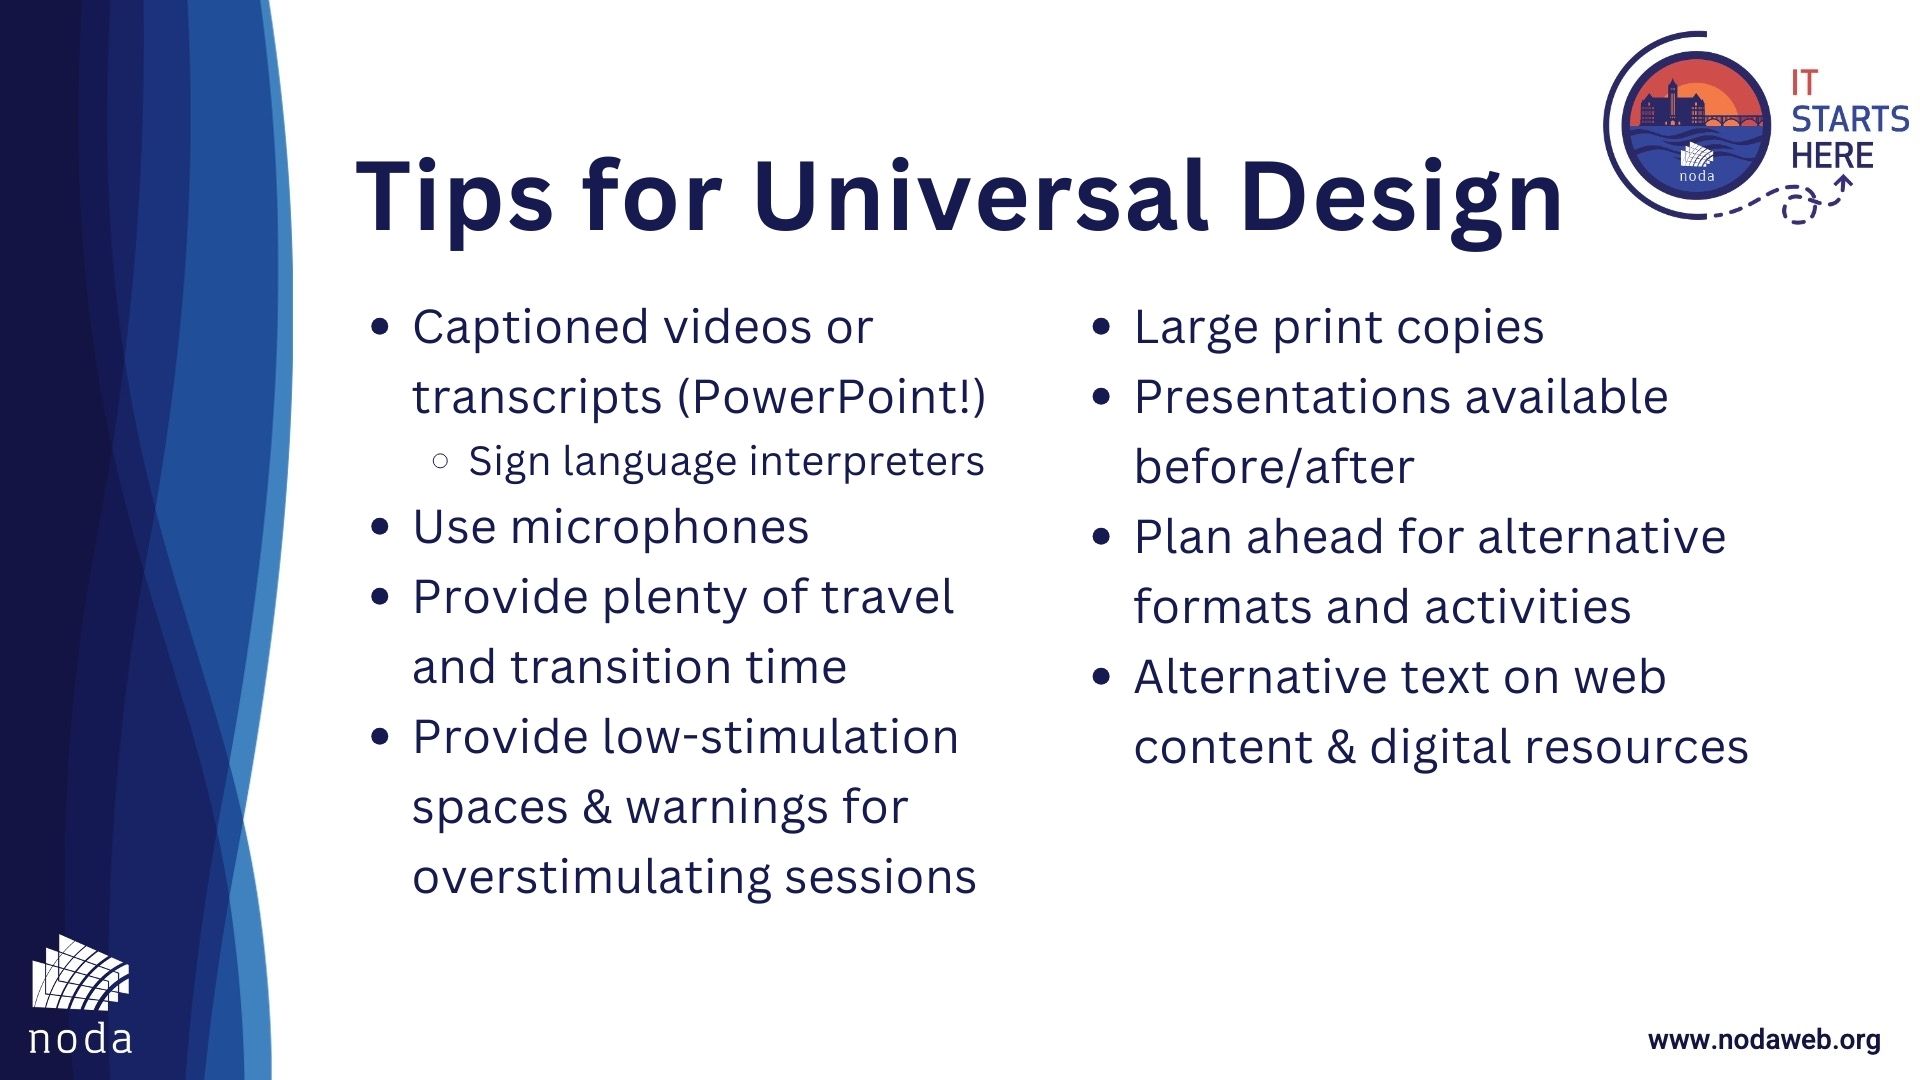 IT
STARTS
HERE
noda
Tips for Universal Design
• Captioned videos or
transcripts (PowerPoint!)
○ Sign language interpreters
• Use microphones
• Provide plenty of travel
and transition time
• Provide low-stimulation
spaces & warnings for
overstimulating sessions
• Large print copies
• Presentations available
before/after
• Plan ahead for alternative
formats and activities
• Alternative text on web
content & digital resources
noda
www.nodaweb.org